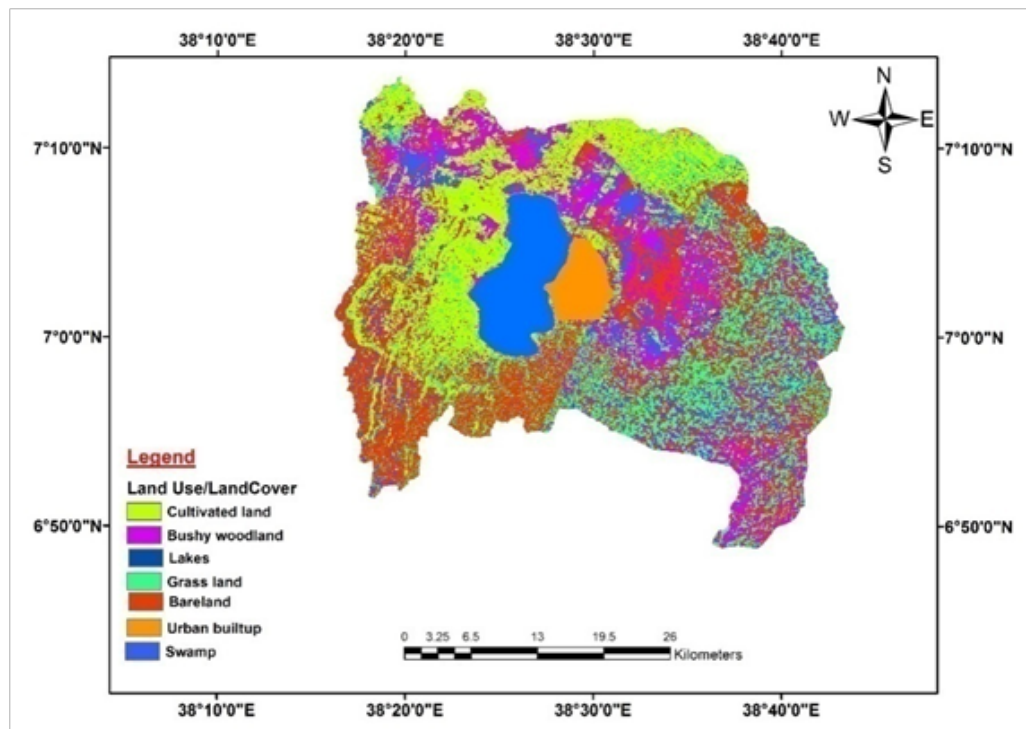 38°10'0"E 38°20'0"E 38°30'0"E 38°40'0"E
N
W E
S
7°10'0"N 7°10'0"N
7°0'0"N 7°0'0"N
6°50'0"N 6°50'0"N
Legend
Land Use/LandCover
Cultivated land
Bushy woodland
Lakes
Grass land
Bareland
Urban builtup
Swamp
0 3.25 6.5 13 19.5 26
Kilometers
38°10'0"E 38°20'0"E 38°30'0"E 38°40'0"E